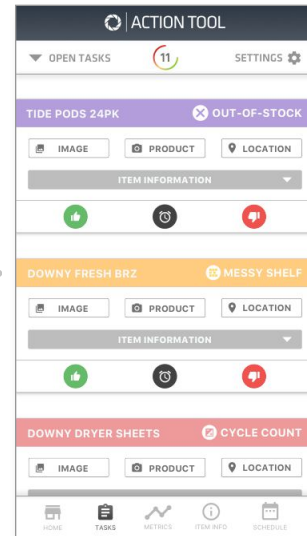 ACTION TOOL
OPEN TASKS 11 SETTINGS
TIDE PODS 24PK OUT-OF-STOCK
IMAGE PRODUCT LOCATION
ITEM INFORMATION
DOWNY FRESH BRZ MESSY SHELF
IMAGE PRODUCT LOCATION
ITEM INFORMATION
DOWNY DRYER SHEETS CYCLE COUNT
IMAGE PRODUCT LOCATION
HOME TASKS METRICS ITEM INFO SCHEDULE